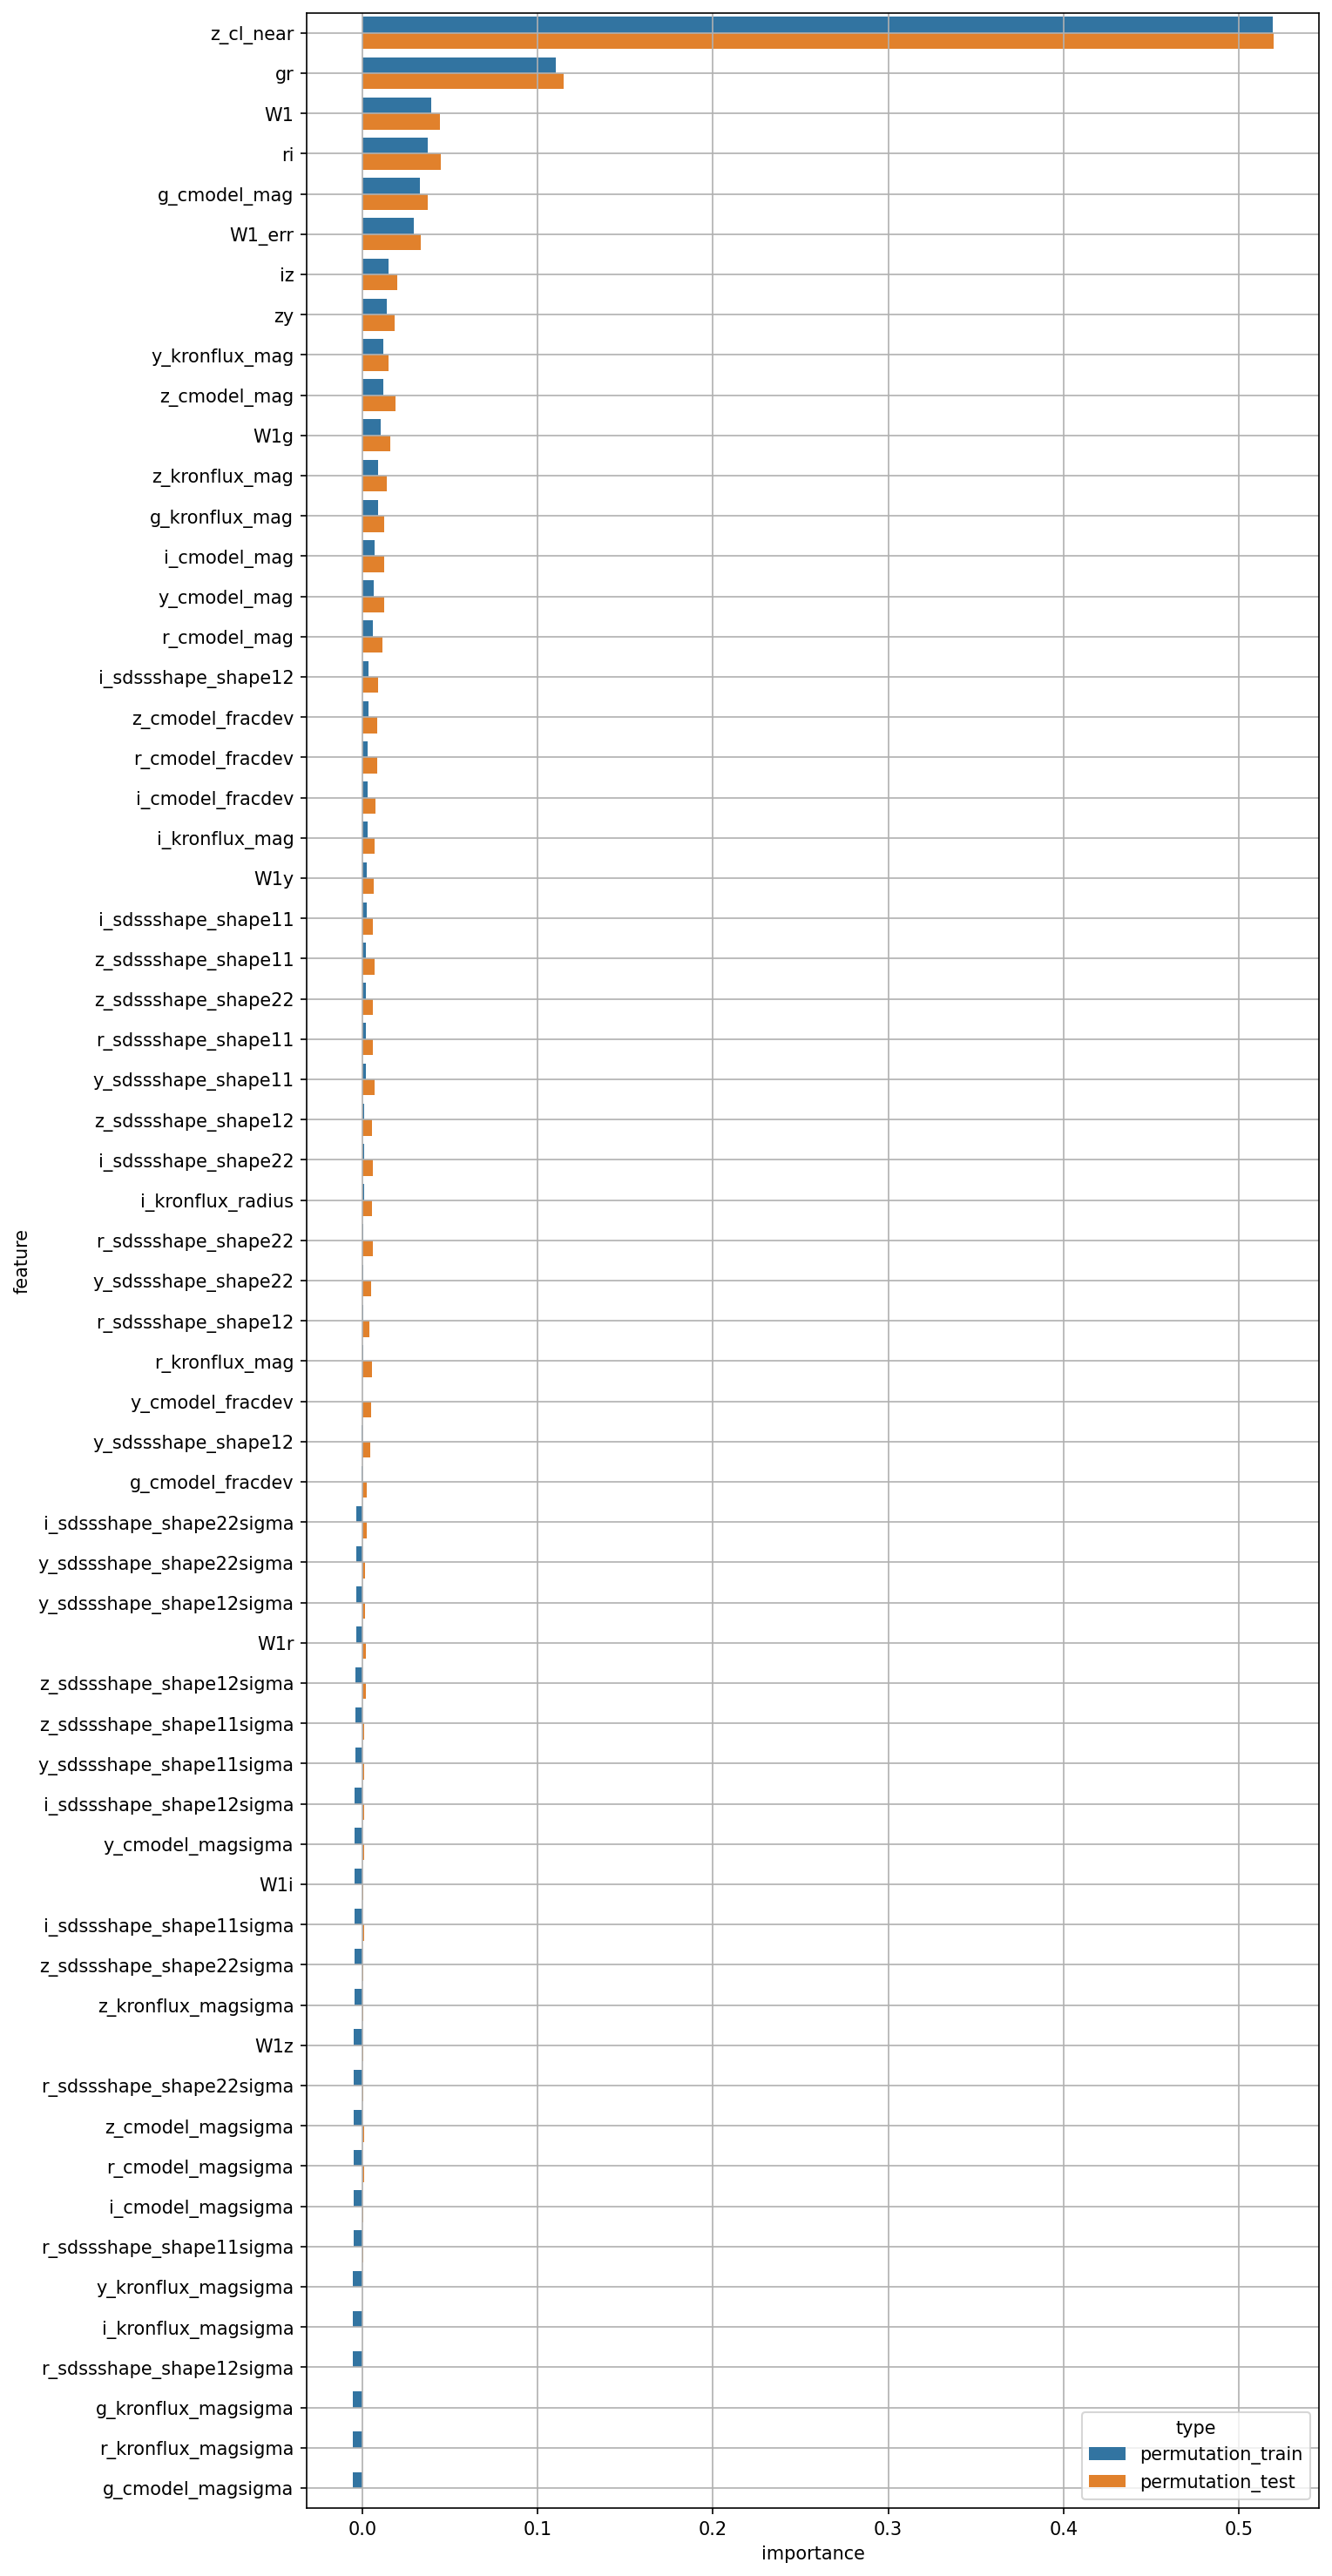 z_cl_near
gr
W1
ri
g_cmodel_mag
W1_err
iz
zy
y_kronflux_mag
z_cmodel_mag
W1g
z_kronflux_mag
g_kronflux_mag
i_cmodel_mag
y_cmodel_mag
r_cmodel_mag
i_sdssshape_shape12
z_cmodel_fracdev
r_cmodel_fracdev
i_cmodel_fracdev
i_kronflux_mag
W1y
i_sdssshape_shape11
z_sdssshape_shape11
z_sdssshape_shape22
r_sdssshape_shape11
y_sdssshape_shape11
z_sdssshape_shape12
i_sdssshape_shape22
i_kronflux_radius
r_sdssshape_shape22
y_sdssshape_shape22
r_sdssshape_shape12
r_kronflux_mag
y_cmodel_fracdev
y_sdssshape_shape12
g_cmodel_fracdev
i_sdssshape_shape22sigma
y_sdssshape_shape22sigma
y_sdssshape_shape12sigma
W1r
z_sdssshape_shape12sigma
z_sdssshape_shape11sigma
y_sdssshape_shape11sigma
i_sdssshape_shape12sigma
y_cmodel_magsigma
W1i
i_sdssshape_shape11sigma
z_sdssshape_shape22sigma
z_kronflux_magsigma
W1z
r_sdssshape_shape22sigma
z_cmodel_magsigma
r_cmodel_magsigma
i_cmodel_magsigma
r_sdssshape_shape11sigma
y_kronflux_magsigma
i_kronflux_magsigma
r_sdssshape_shape12sigma
g_kronflux_magsigma
r_kronflux_magsigma
g_cmodel_magsigma
feature
type
permutation_train
permutation_test
0.0 0.1 0.2 0.3 0.4 0.5
importance